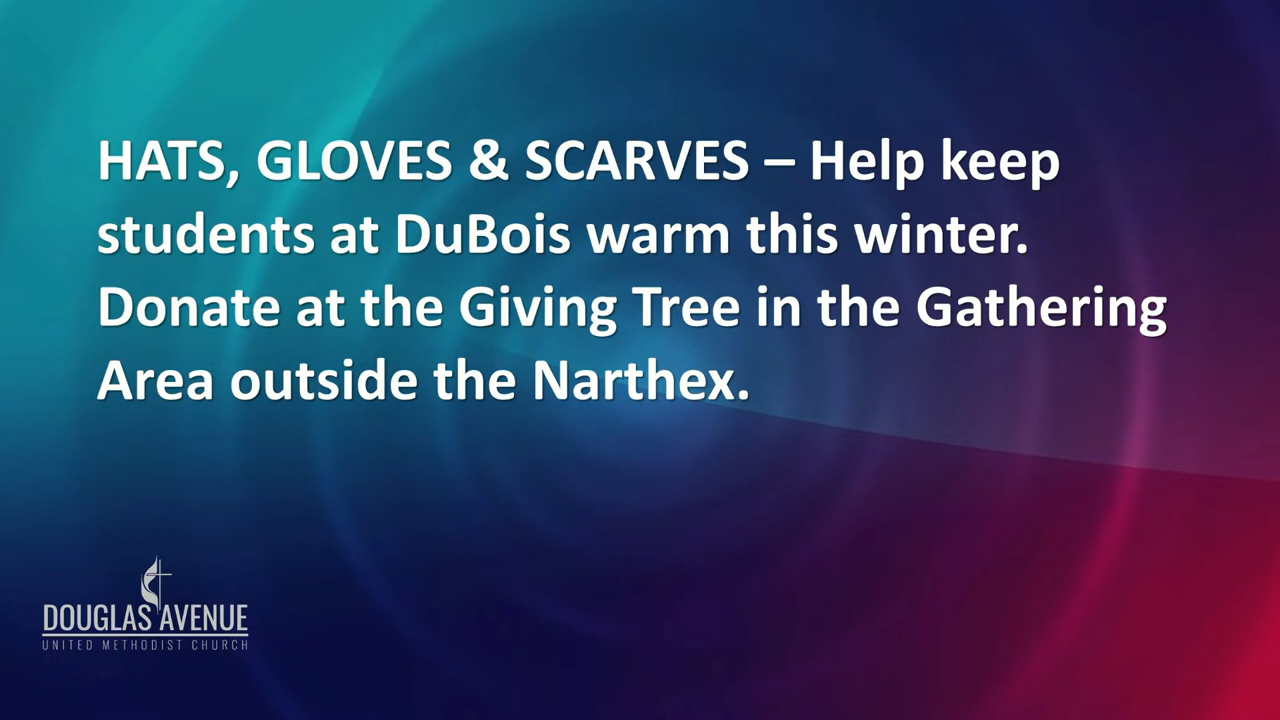 HATS, GLOVES & SCARVES – Help keep
students at DuBois warm this winter.
Donate at the Giving Tree in the Gathering
Area outside the Narthex.
DOUGLAS AVENUE
UNITED METHODIST CHURCH